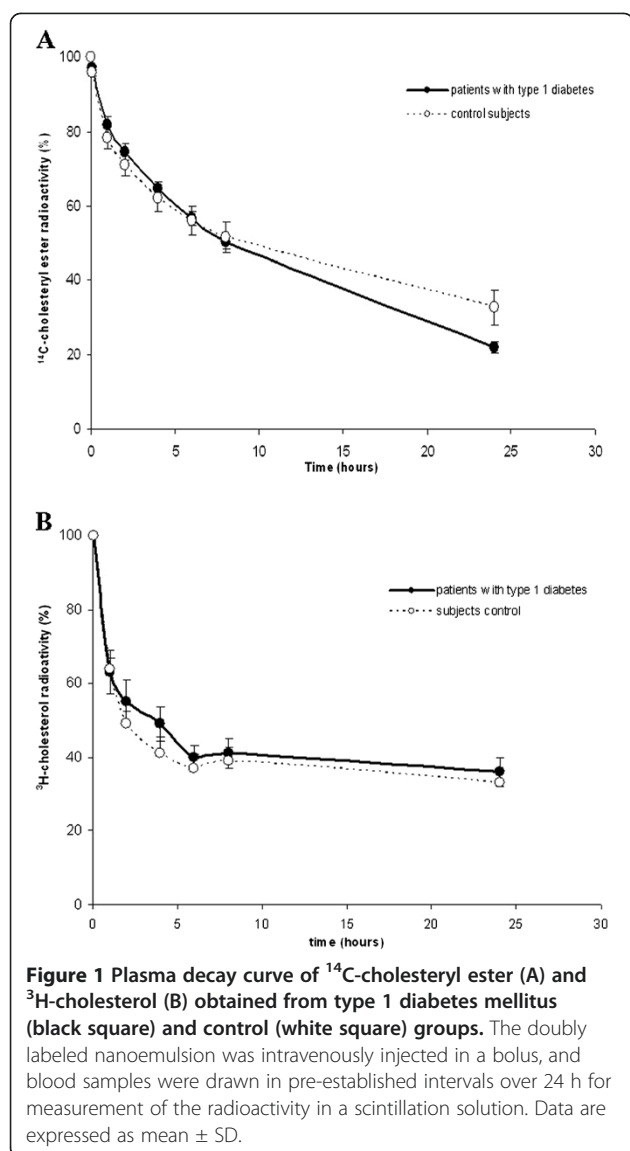 A
patients with type 1 diabetes
control subjects
100
80
60
40
20
0
¹⁴C-cholesteryl ester radioactivity (%)
0 5 10 15 20 25 30
Time (hours)
B
patients with type 1 diabetes
subjects control
100
80
60
40
20
0
³H-cholesterol radioativity (%)
0 5 10 15 20 25 30
time (hours)
Figure 1 Plasma decay curve of ¹⁴C-cholesteryl ester (A) and
³H-cholesterol (B) obtained from type 1 diabetes mellitus
(black square) and control (white square) groups. The doubly
labeled nanoemulsion was intravenously injected in a bolus, and
blood samples were drawn in pre-established intervals over 24 h for
measurement of the radioactivity in a scintillation solution. Data are
expressed as mean ± SD.